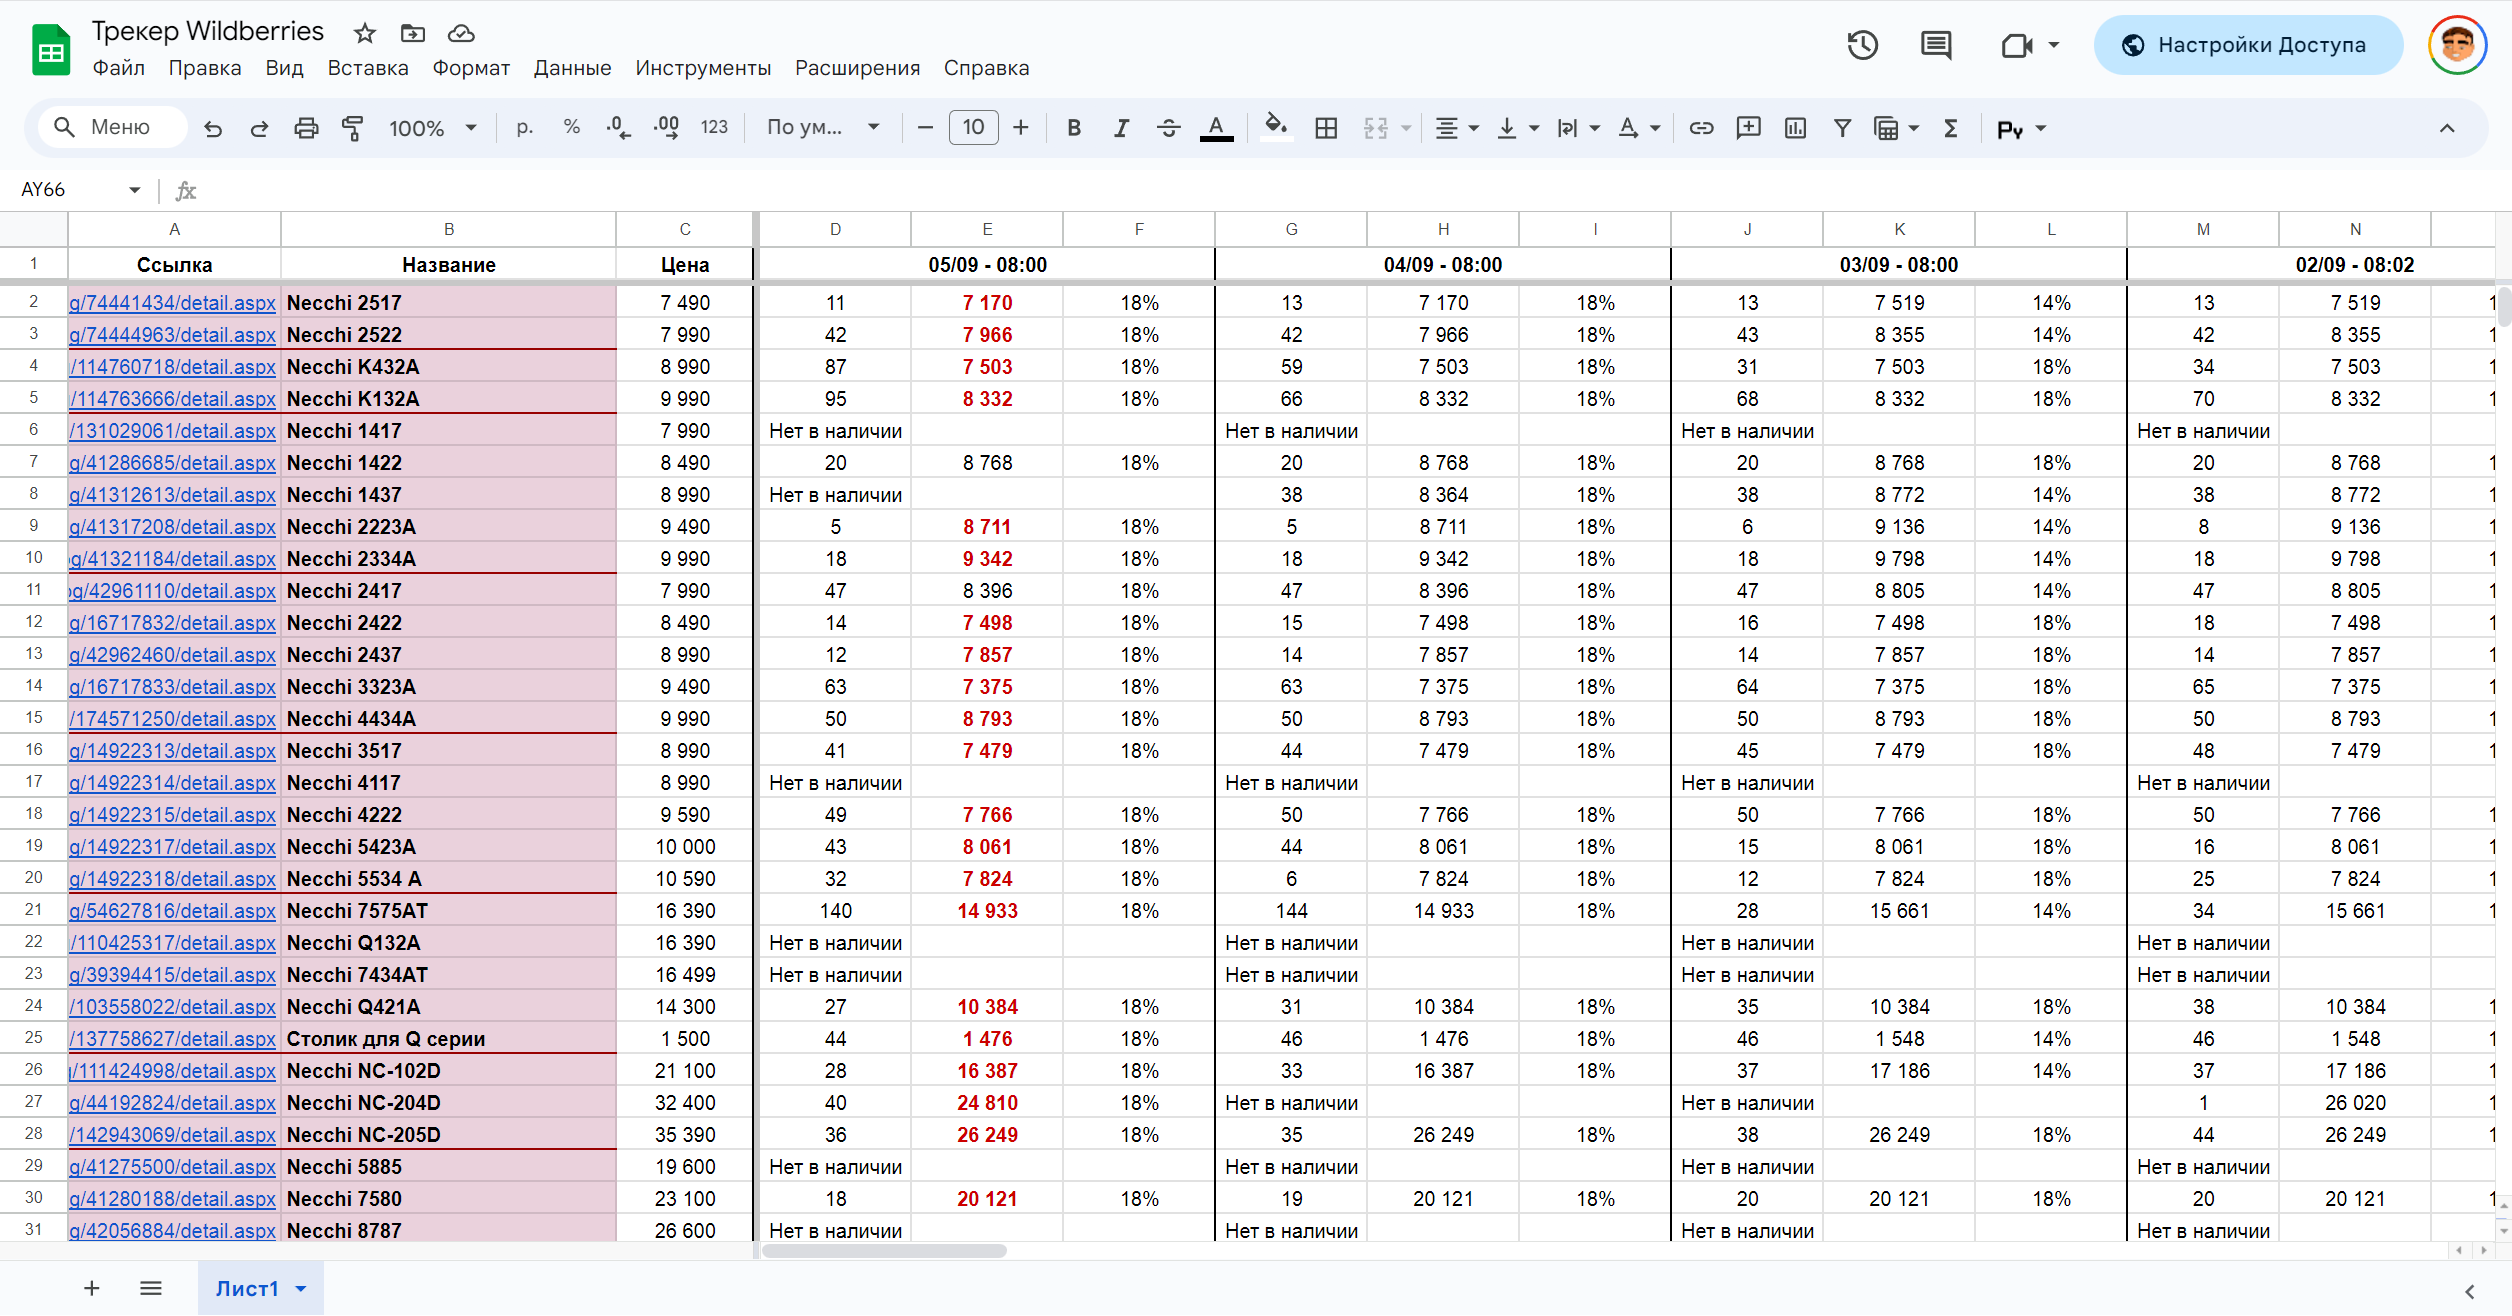 Трекер Wildberries
Файл Правка Вид Вставка Формат Данные Инструменты Расширения Справка
Настройки Доступа
Меню 100% р. % .0 .00 123 По ум... − 10 + B I A Σ Py
AY66 fx
A B C D E F G H I J K L M N
1 Ссылка Название Цена 05/09 - 08:00 04/09 - 08:00 03/09 - 08:00 02/09 - 08:02
2 g/74441434/detail.aspx Necchi 2517 7 490 11 7 170 18% 13 7 170 18% 13 7 519 14% 13 7 519
3 g/74444963/detail.aspx Necchi 2522 7 990 42 7 966 18% 42 7 966 18% 43 8 355 14% 42 8 355
4 /114760718/detail.aspx Necchi K432A 8 990 87 7 503 18% 59 7 503 18% 31 7 503 18% 34 7 503
5 /114763666/detail.aspx Necchi K132A 9 990 95 8 332 18% 66 8 332 18% 68 8 332 18% 70 8 332
6 /131029061/detail.aspx Necchi 1417 7 990 Нет в наличии Нет в наличии Нет в наличии Нет в наличии
7 g/41286685/detail.aspx Necchi 1422 8 490 20 8 768 18% 20 8 768 18% 20 8 768 18% 20 8 768
8 g/41312613/detail.aspx Necchi 1437 8 990 Нет в наличии 38 8 364 18% 38 8 772 14% 38 8 772
9 g/41317208/detail.aspx Necchi 2223A 9 490 5 8 711 18% 5 8 711 18% 6 9 136 14% 8 9 136
10 g/41321184/detail.aspx Necchi 2334A 9 990 18 9 342 18% 18 9 342 18% 18 9 798 14% 18 9 798
11 g/42961110/detail.aspx Necchi 2417 7 990 47 8 396 18% 47 8 396 18% 47 8 805 14% 47 8 805
12 g/16717832/detail.aspx Necchi 2422 8 490 14 7 498 18% 15 7 498 18% 16 7 498 18% 18 7 498
13 g/42962460/detail.aspx Necchi 2437 8 990 12 7 857 18% 14 7 857 18% 14 7 857 18% 14 7 857
14 g/16717833/detail.aspx Necchi 3323A 9 490 63 7 375 18% 63 7 375 18% 64 7 375 18% 65 7 375
15 /174571250/detail.aspx Necchi 4434A 9 990 50 8 793 18% 50 8 793 18% 50 8 793 18% 50 8 793
16 g/14922313/detail.aspx Necchi 3517 8 990 41 7 479 18% 44 7 479 18% 45 7 479 18% 48 7 479
17 g/14922314/detail.aspx Necchi 4117 8 990 Нет в наличии Нет в наличии Нет в наличии Нет в наличии
18 g/14922315/detail.aspx Necchi 4222 9 590 49 7 766 18% 50 7 766 18% 50 7 766 18% 50 7 766
19 g/14922317/detail.aspx Necchi 5423A 10 000 43 8 061 18% 44 8 061 18% 15 8 061 18% 16 8 061
20 g/14922318/detail.aspx Necchi 5534 A 10 590 32 7 824 18% 6 7 824 18% 12 7 824 18% 25 7 824
21 g/54627816/detail.aspx Necchi 7575AT 16 390 140 14 933 18% 144 14 933 18% 28 15 661 14% 34 15 661
22 /110425317/detail.aspx Necchi Q132A 16 390 Нет в наличии Нет в наличии Нет в наличии Нет в наличии
23 g/39394415/detail.aspx Necchi 7434AT 16 499 Нет в наличии Нет в наличии Нет в наличии Нет в наличии
24 /103558022/detail.aspx Necchi Q421A 14 300 27 10 384 18% 31 10 384 18% 35 10 384 18% 38 10 384
25 /137758627/detail.aspx Столик для Q серии 1 500 44 1 476 18% 46 1 476 18% 46 1 548 14% 46 1 548
26 /111424998/detail.aspx Necchi NC-102D 21 100 28 16 387 18% 33 16 387 18% 37 17 186 14% 37 17 186
27 g/44192824/detail.aspx Necchi NC-204D 32 400 40 24 810 18% Нет в наличии Нет в наличии 1 26 020
28 /142943069/detail.aspx Necchi NC-205D 35 390 36 26 249 18% 35 26 249 18% 38 26 249 18% 44 26 249
29 g/41275500/detail.aspx Necchi 5885 19 600 Нет в наличии Нет в наличии Нет в наличии Нет в наличии
30 g/41280188/detail.aspx Necchi 7580 23 100 18 20 121 18% 19 20 121 18% 20 20 121 18% 20 20 121
31 g/42056884/detail.aspx Necchi 8787 26 600 Нет в наличии Нет в наличии Нет в наличии Нет в наличии
Лист1